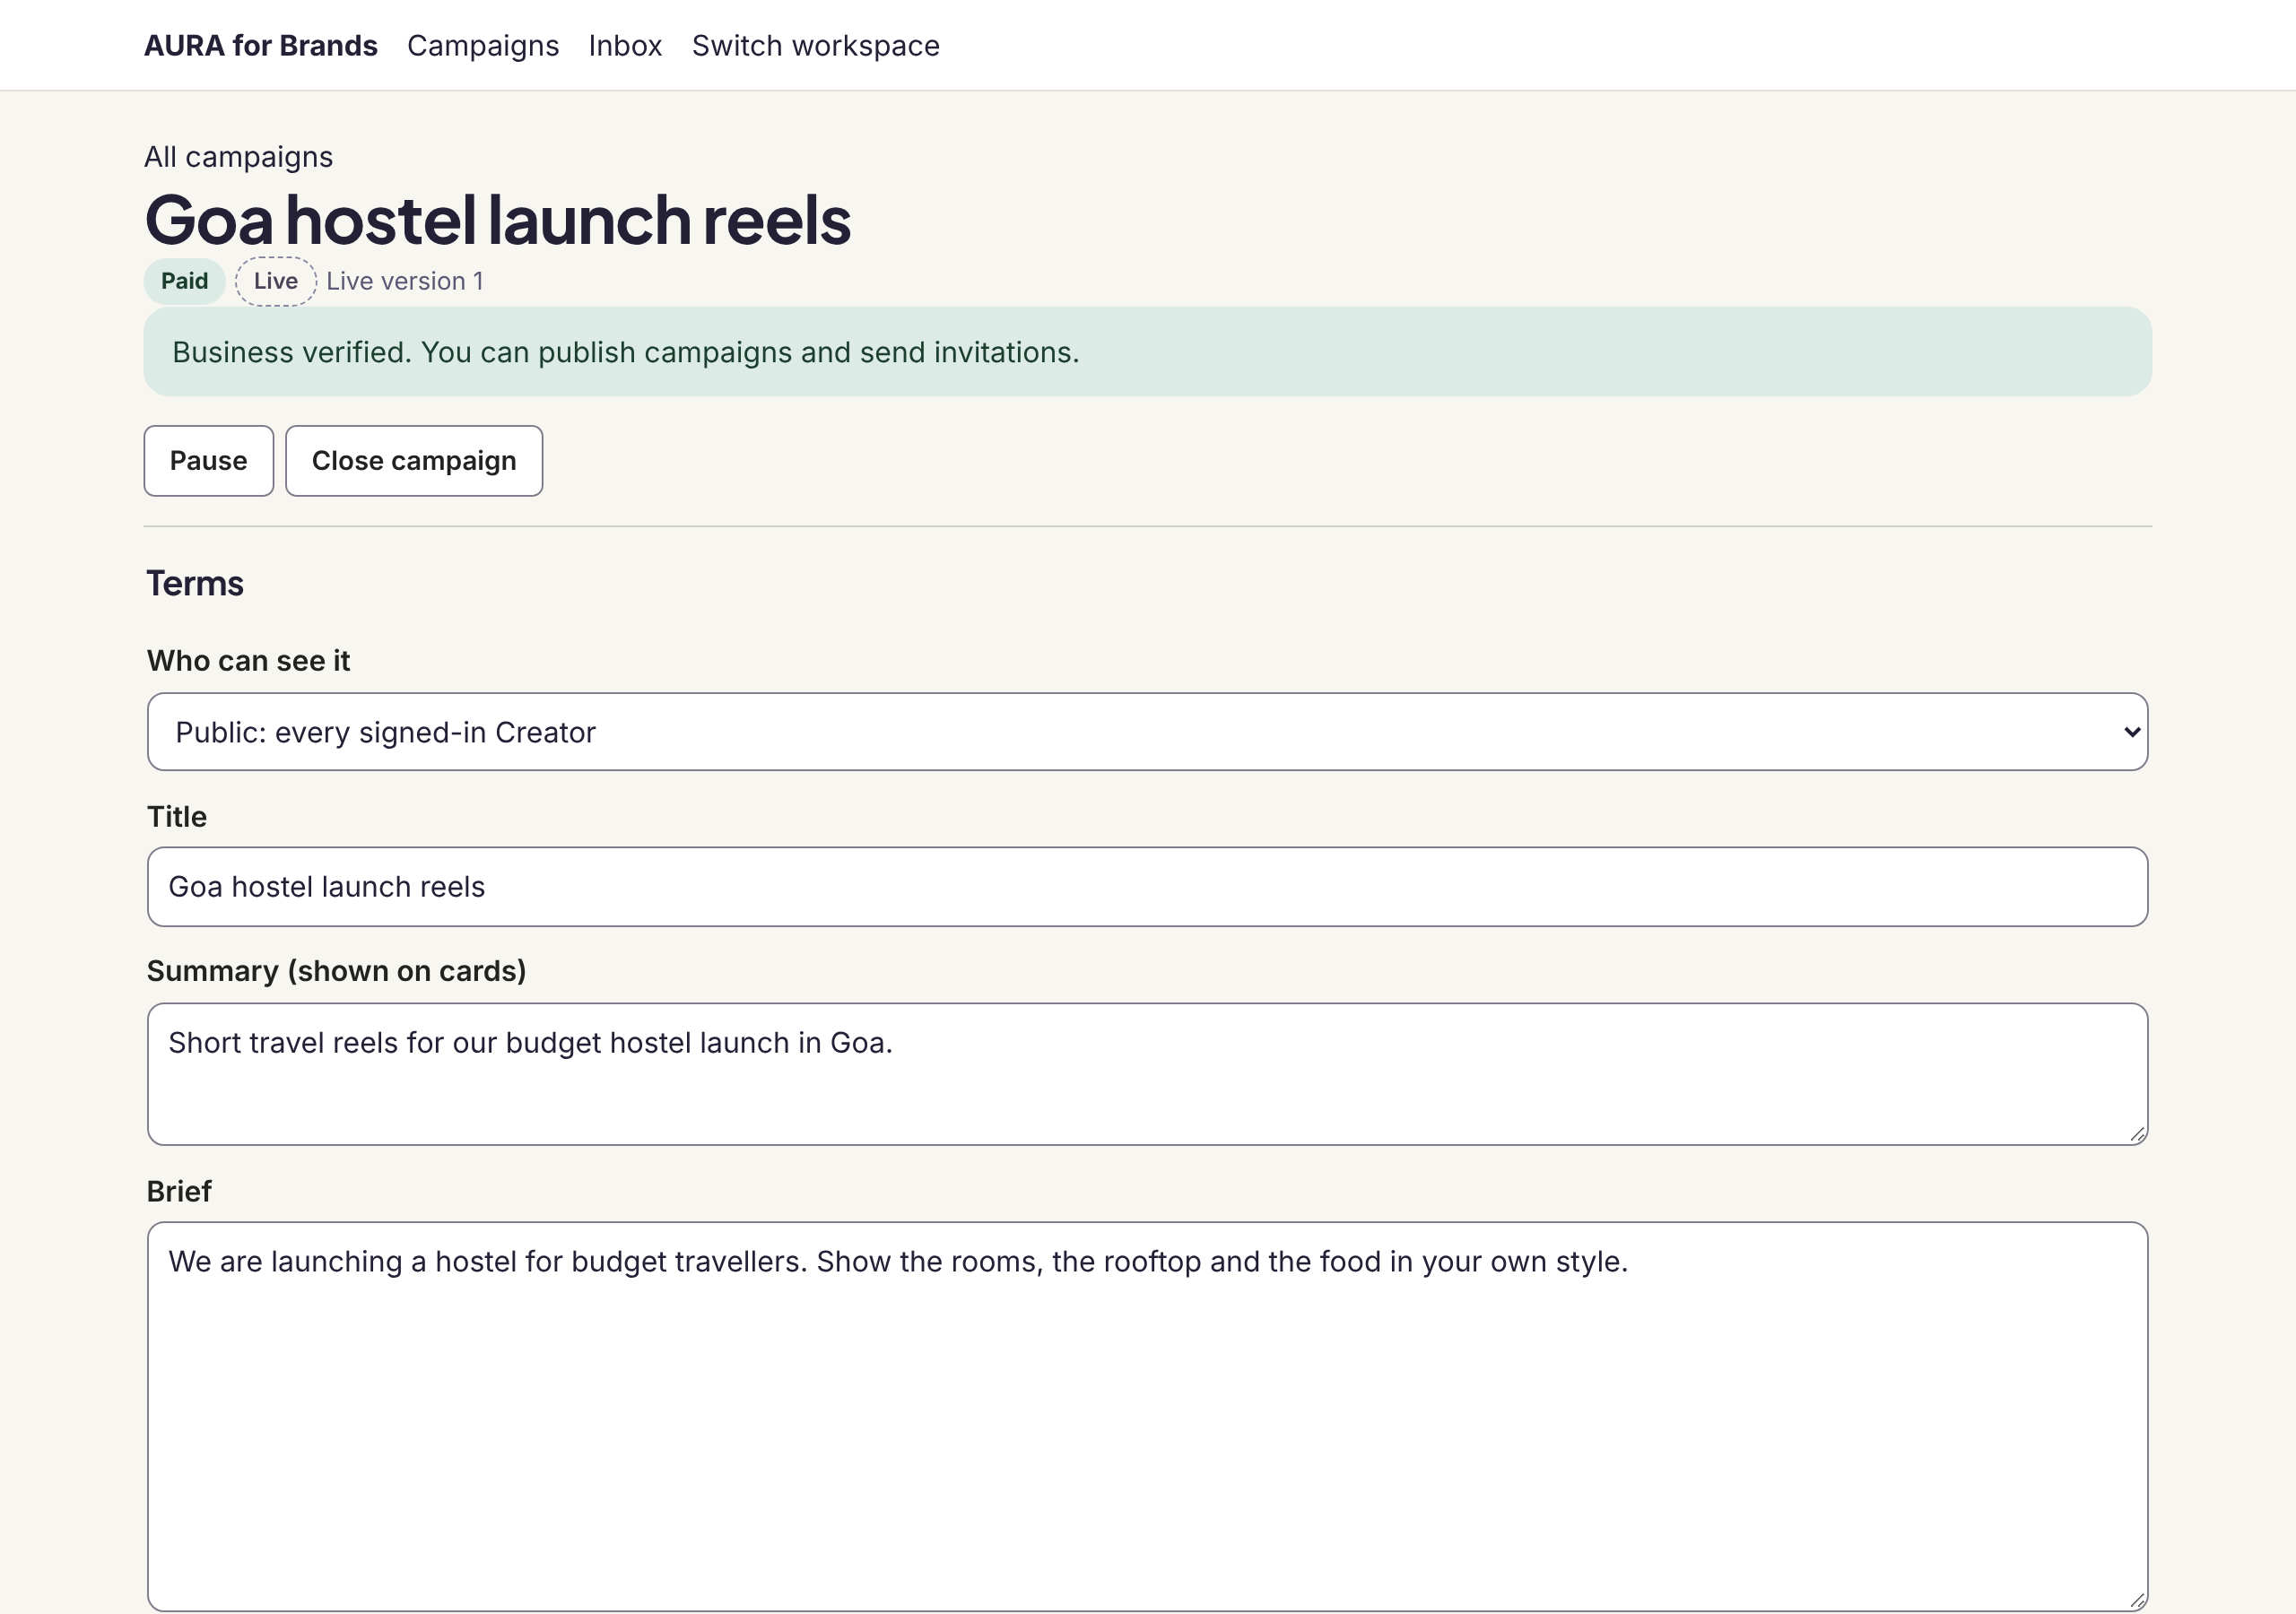 AURA for Brands Campaigns Inbox Switch workspace
All campaigns
Goa hostel launch reels
Paid Live Live version 1
Business verified. You can publish campaigns and send invitations.
Pause Close campaign
Terms
Who can see it
Public: every signed-in Creator
Title
Goa hostel launch reels
Summary (shown on cards)
Short travel reels for our budget hostel launch in Goa.
Brief
We are launching a hostel for budget travellers. Show the rooms, the rooftop and the food in your own style.